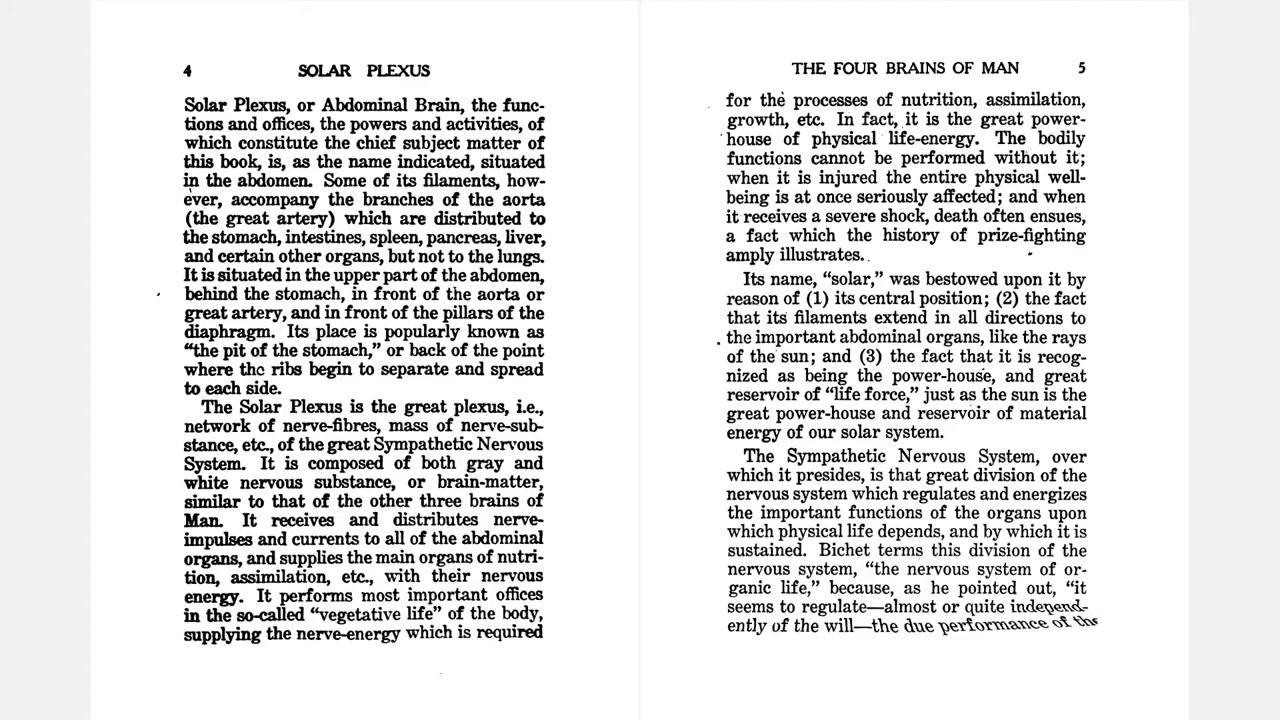 4 SOLAR PLEXUS
Solar Plexus, or Abdominal Brain, the func-
tions and offices, the powers and activities, of
which constitute the chief subject matter of
this book, is, as the name indicated, situated
in the abdomen. Some of its filaments, how-
ever, accompany the branches of the aorta
(the great artery) which are distributed to
the stomach, intestines, spleen, pancreas, liver,
and certain other organs, but not to the lungs.
It is situated in the upper part of the abdomen,
behind the stomach, in front of the aorta or
great artery, and in front of the pillars of the
diaphragm. Its place is popularly known as
“the pit of the stomach,” or back of the point
where the ribs begin to separate and spread
to each side.
The Solar Plexus is the great plexus, i.e.,
network of nerve-fibres, mass of nerve-sub-
stance, etc., of the great Sympathetic Nervous
System. It is composed of both gray and
white nervous substance, or brain-matter,
similar to that of the other three brains of
Man. It receives and distributes nerve-
impulses and currents to all of the abdominal
organs, and supplies the main organs of nutri-
tion, assimilation, etc., with their nervous
energy. It performs most important offices
in the so-called “vegetative life” of the body,
supplying the nerve-energy which is required
THE FOUR BRAINS OF MAN 5
for the processes of nutrition, assimilation,
growth, etc. In fact, it is the great power-
house of physical life-energy. The bodily
functions cannot be performed without it;
when it is injured the entire physical well-
being is at once seriously affected; and when
it receives a severe shock, death often ensues,
a fact which the history of prize-fighting
amply illustrates.
Its name, “solar,” was bestowed upon it by
reason of (1) its central position; (2) the fact
that its filaments extend in all directions to
the important abdominal organs, like the rays
of the sun; and (3) the fact that it is recog-
nized as being the power-house, and great
reservoir of “life force,” just as the sun is the
great power-house and reservoir of material
energy of our solar system.
The Sympathetic Nervous System, over
which it presides, is that great division of the
nervous system which regulates and energizes
the important functions of the organs upon
which physical life depends, and by which it is
sustained. Bichet terms this division of the
nervous system, “the nervous system of or-
ganic life,” because, as he pointed out, “it
seems to regulate—almost or quite independ-
ently of the will—the due performance of the